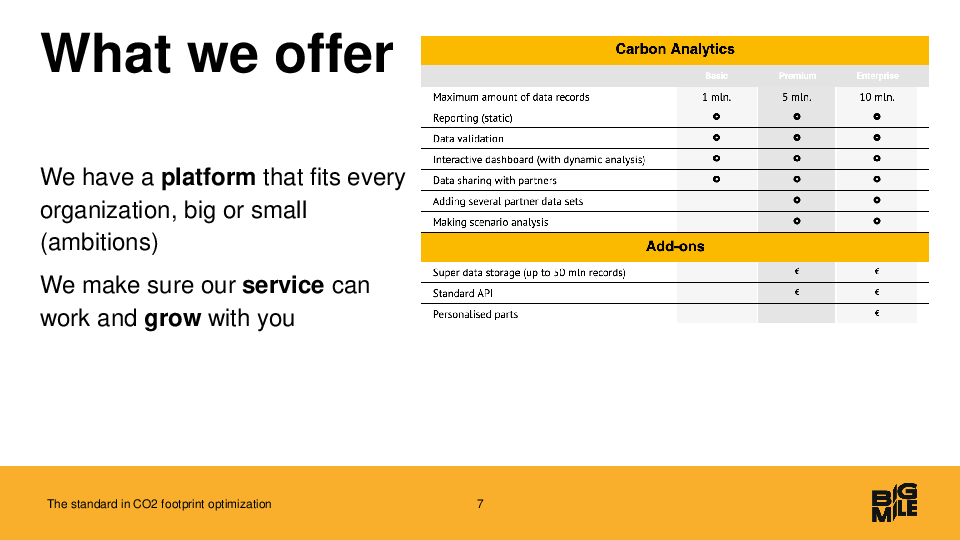 What we offer
We have a platform that fits every
organization, big or small
(ambitions)
We make sure our service can
work and grow with you
Carbon Analytics
Basic Premium Enterprise
Maximum amount of data records 1 mln. 5 mln. 10 mln.
Reporting (static)
Data validation
Interactive dashboard (with dynamic analysis)
Data sharing with partners
Adding several partner data sets
Making scenario analysis
Add-ons
Super data storage (up to 50 mln records) € €
Standard API € €
Personalised parts €
The standard in CO2 footprint optimization
7
BIG
MILE